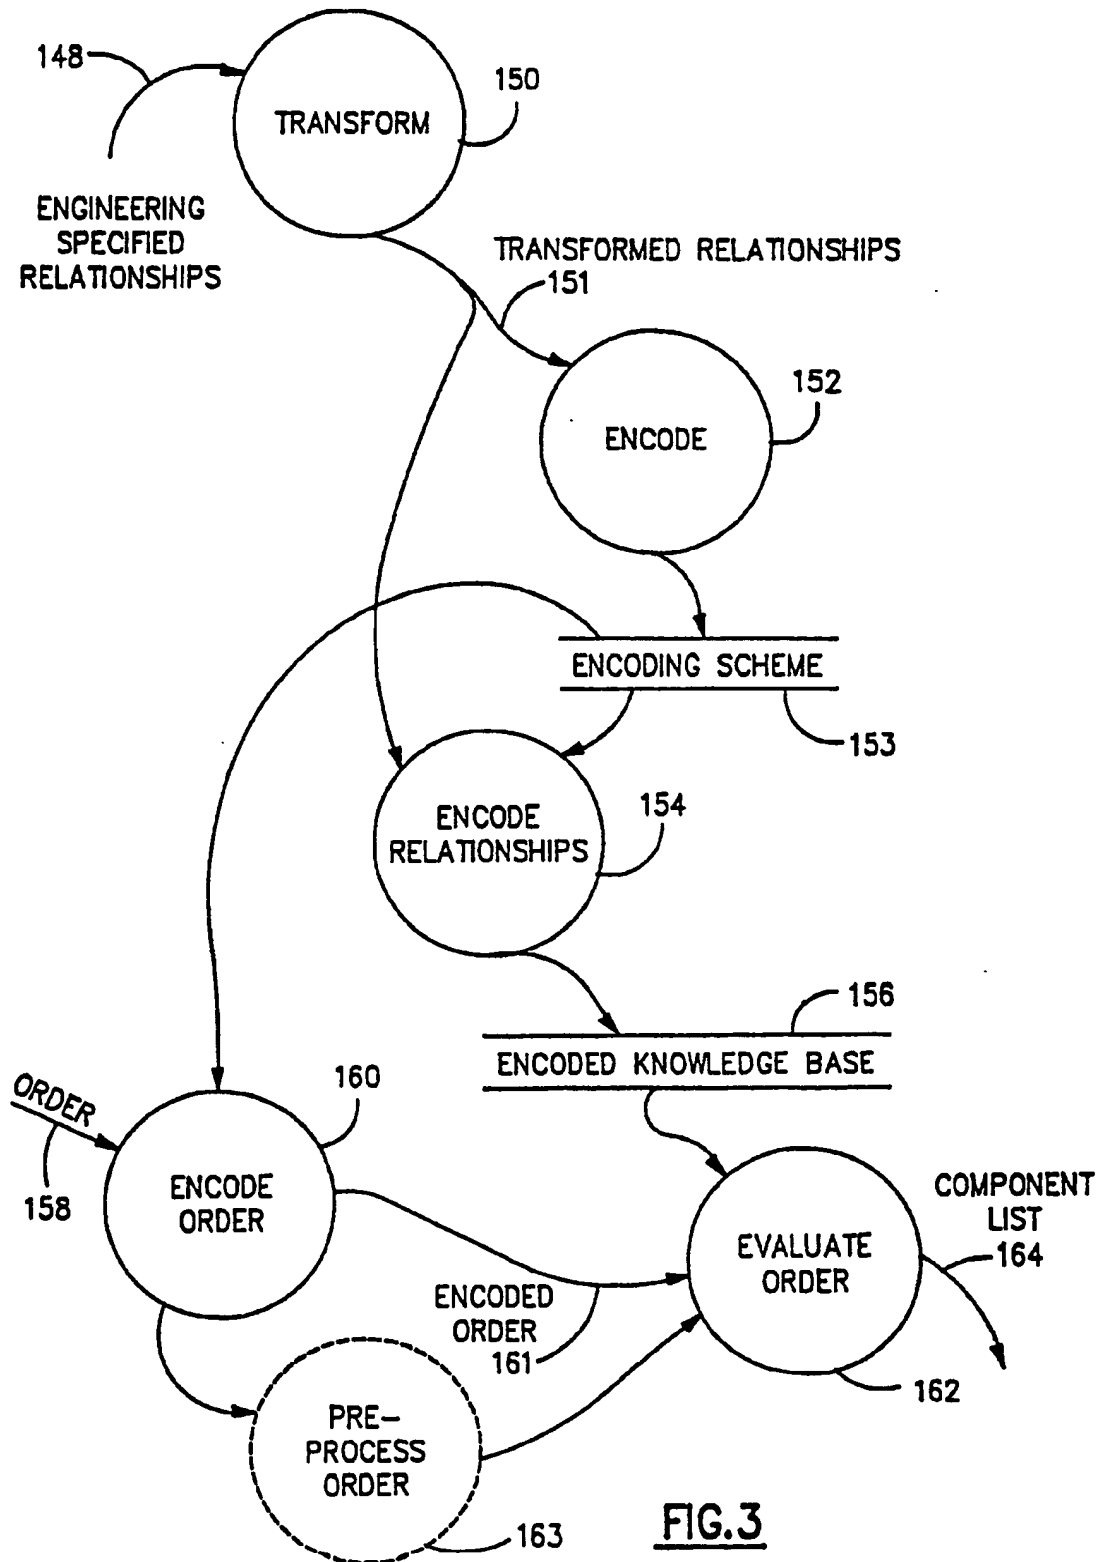 148
TRANSFORM
150
ENGINEERING
SPECIFIED
RELATIONSHIPS
TRANSFORMED RELATIONSHIPS
151
ENCODE
152
ENCODING SCHEME
153
ENCODE
RELATIONSHIPS
154
156
ENCODED KNOWLEDGE BASE
ORDER
158
160
ENCODE
ORDER
ENCODED
ORDER
161
EVALUATE
ORDER
162
COMPONENT
LIST
164
PRE-
PROCESS
ORDER
163
FIG.3